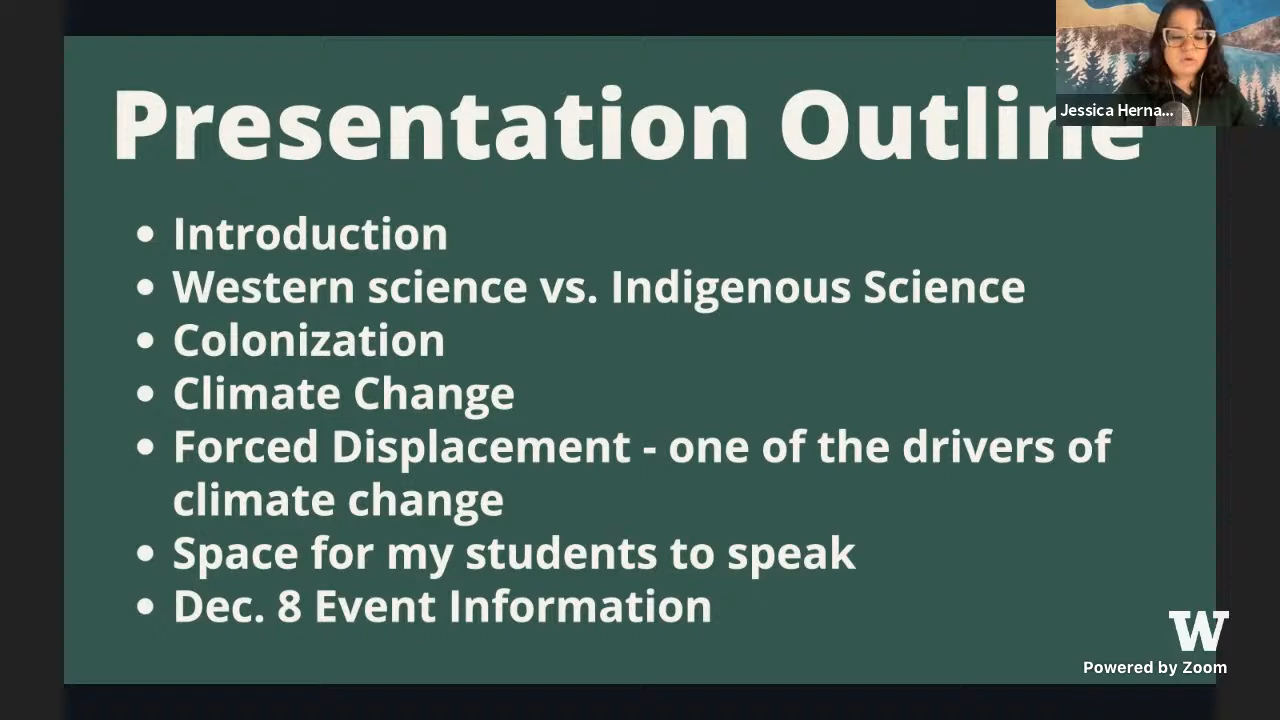 Presentation Outline
Jessica Herna...
• Introduction
• Western science vs. Indigenous Science
• Colonization
• Climate Change
• Forced Displacement - one of the drivers of
climate change
• Space for my students to speak
• Dec. 8 Event Information
W
Powered by Zoom